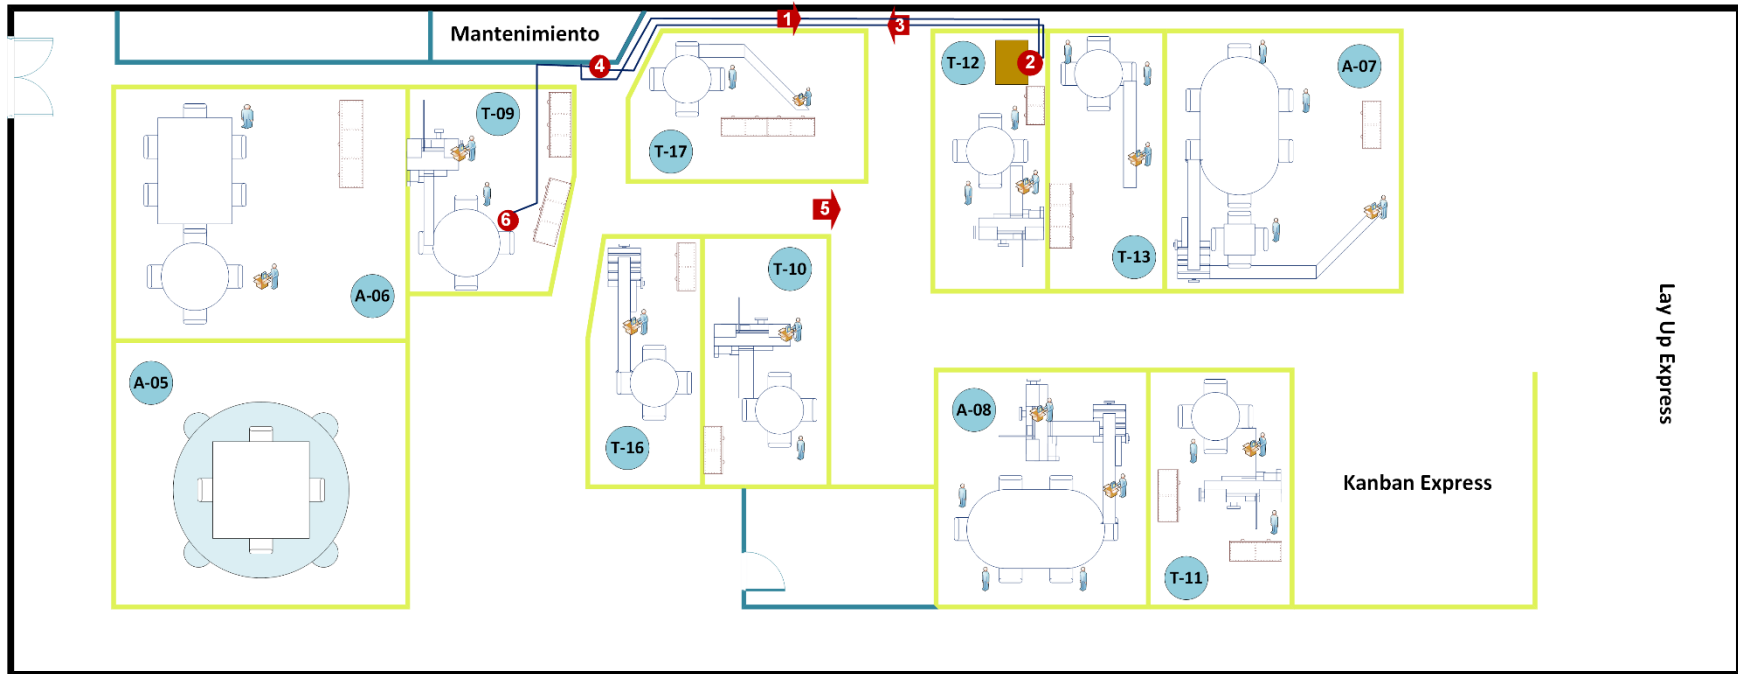 1
3
Mantenimiento
4
T-12
2
A-07
T-09
T-17
6
5
T-13
T-10
A-06
Lay Up Express
A-05
A-08
T-16
Kanban Express
T-11